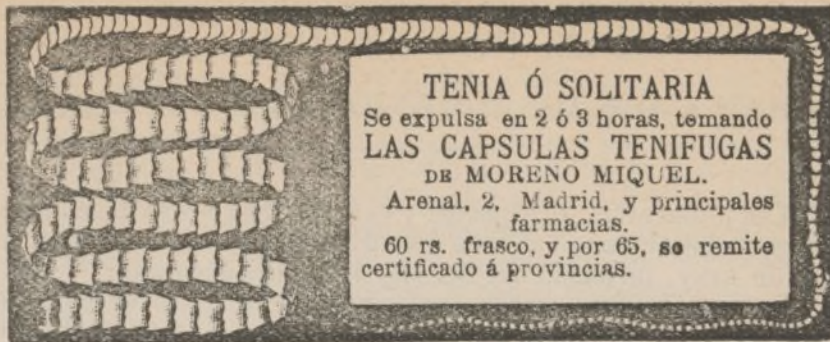 TENIA Ó SOLITARIA
Se expulsa en 2 ó 3 horas, temando
LAS CAPSULAS TENIFUGAS
DE MORENO MIQUEL.
Arenal, 2, Madrid, y principales
farmacias.
60 rs. frasco, y por 65, se remite
certificado á provincias.